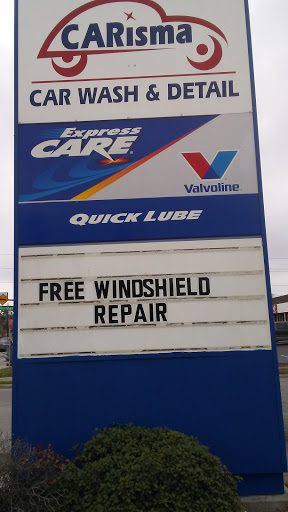 CARisma
CAR WASH & DETAIL
Express
CARE
Valvoline
QUICK LUBE
FREE WINDSHIELD
REPAIR